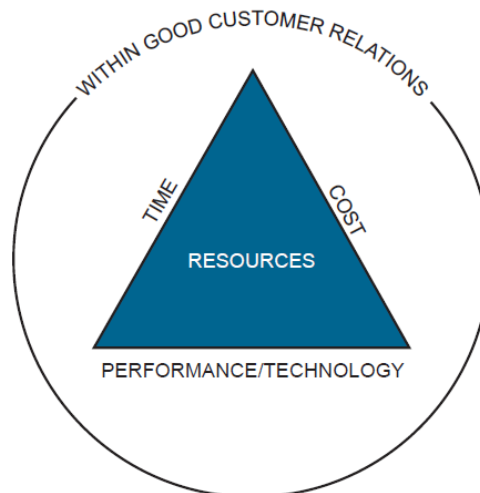 WITHIN GOOD CUSTOMER RELATIONS
TIME
COST
RESOURCES
PERFORMANCE/TECHNOLOGY